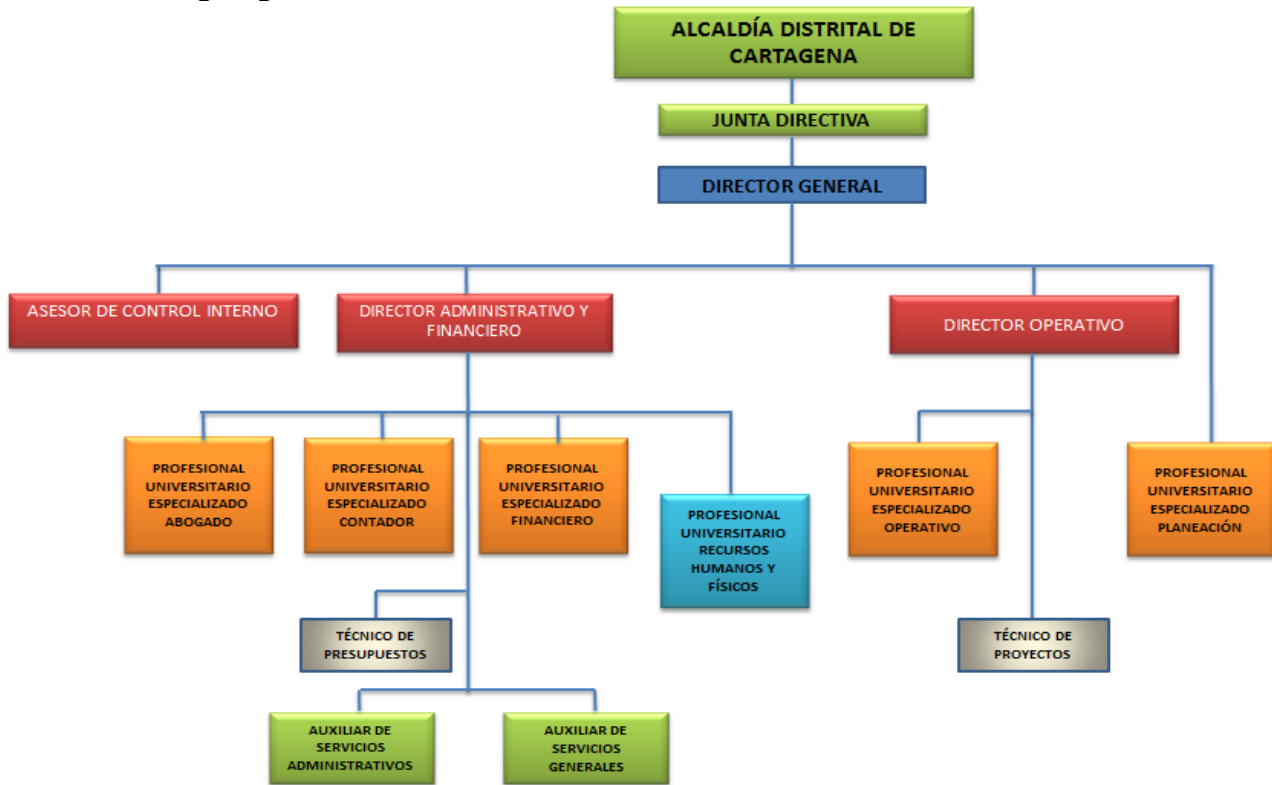 ALCALDÍA DISTRITAL DE
CARTAGENA
JUNTA DIRECTIVA
DIRECTOR GENERAL
ASESOR DE CONTROL INTERNO
DIRECTOR ADMINISTRATIVO Y
FINANCIERO
DIRECTOR OPERATIVO
PROFESIONAL
UNIVERSITARIO
ESPECIALIZADO
ABOGADO
PROFESIONAL
UNIVERSITARIO
ESPECIALIZADO
CONTADOR
PROFESIONAL
UNIVERSITARIO
ESPECIALIZADO
FINANCIERO
PROFESIONAL
UNIVERSITARIO
RECURSOS
HUMANOS Y
FÍSICOS
PROFESIONAL
UNIVERSITARIO
ESPECIALIZADO
OPERATIVO
PROFESIONAL
UNIVERSITARIO
ESPECIALIZADO
PLANEACIÓN
TÉCNICO DE
PRESUPUESTOS
TÉCNICO DE
PROYECTOS
AUXILIAR DE
SERVICIOS
ADMINISTRATIVOS
AUXILIAR DE
SERVICIOS
GENERALES